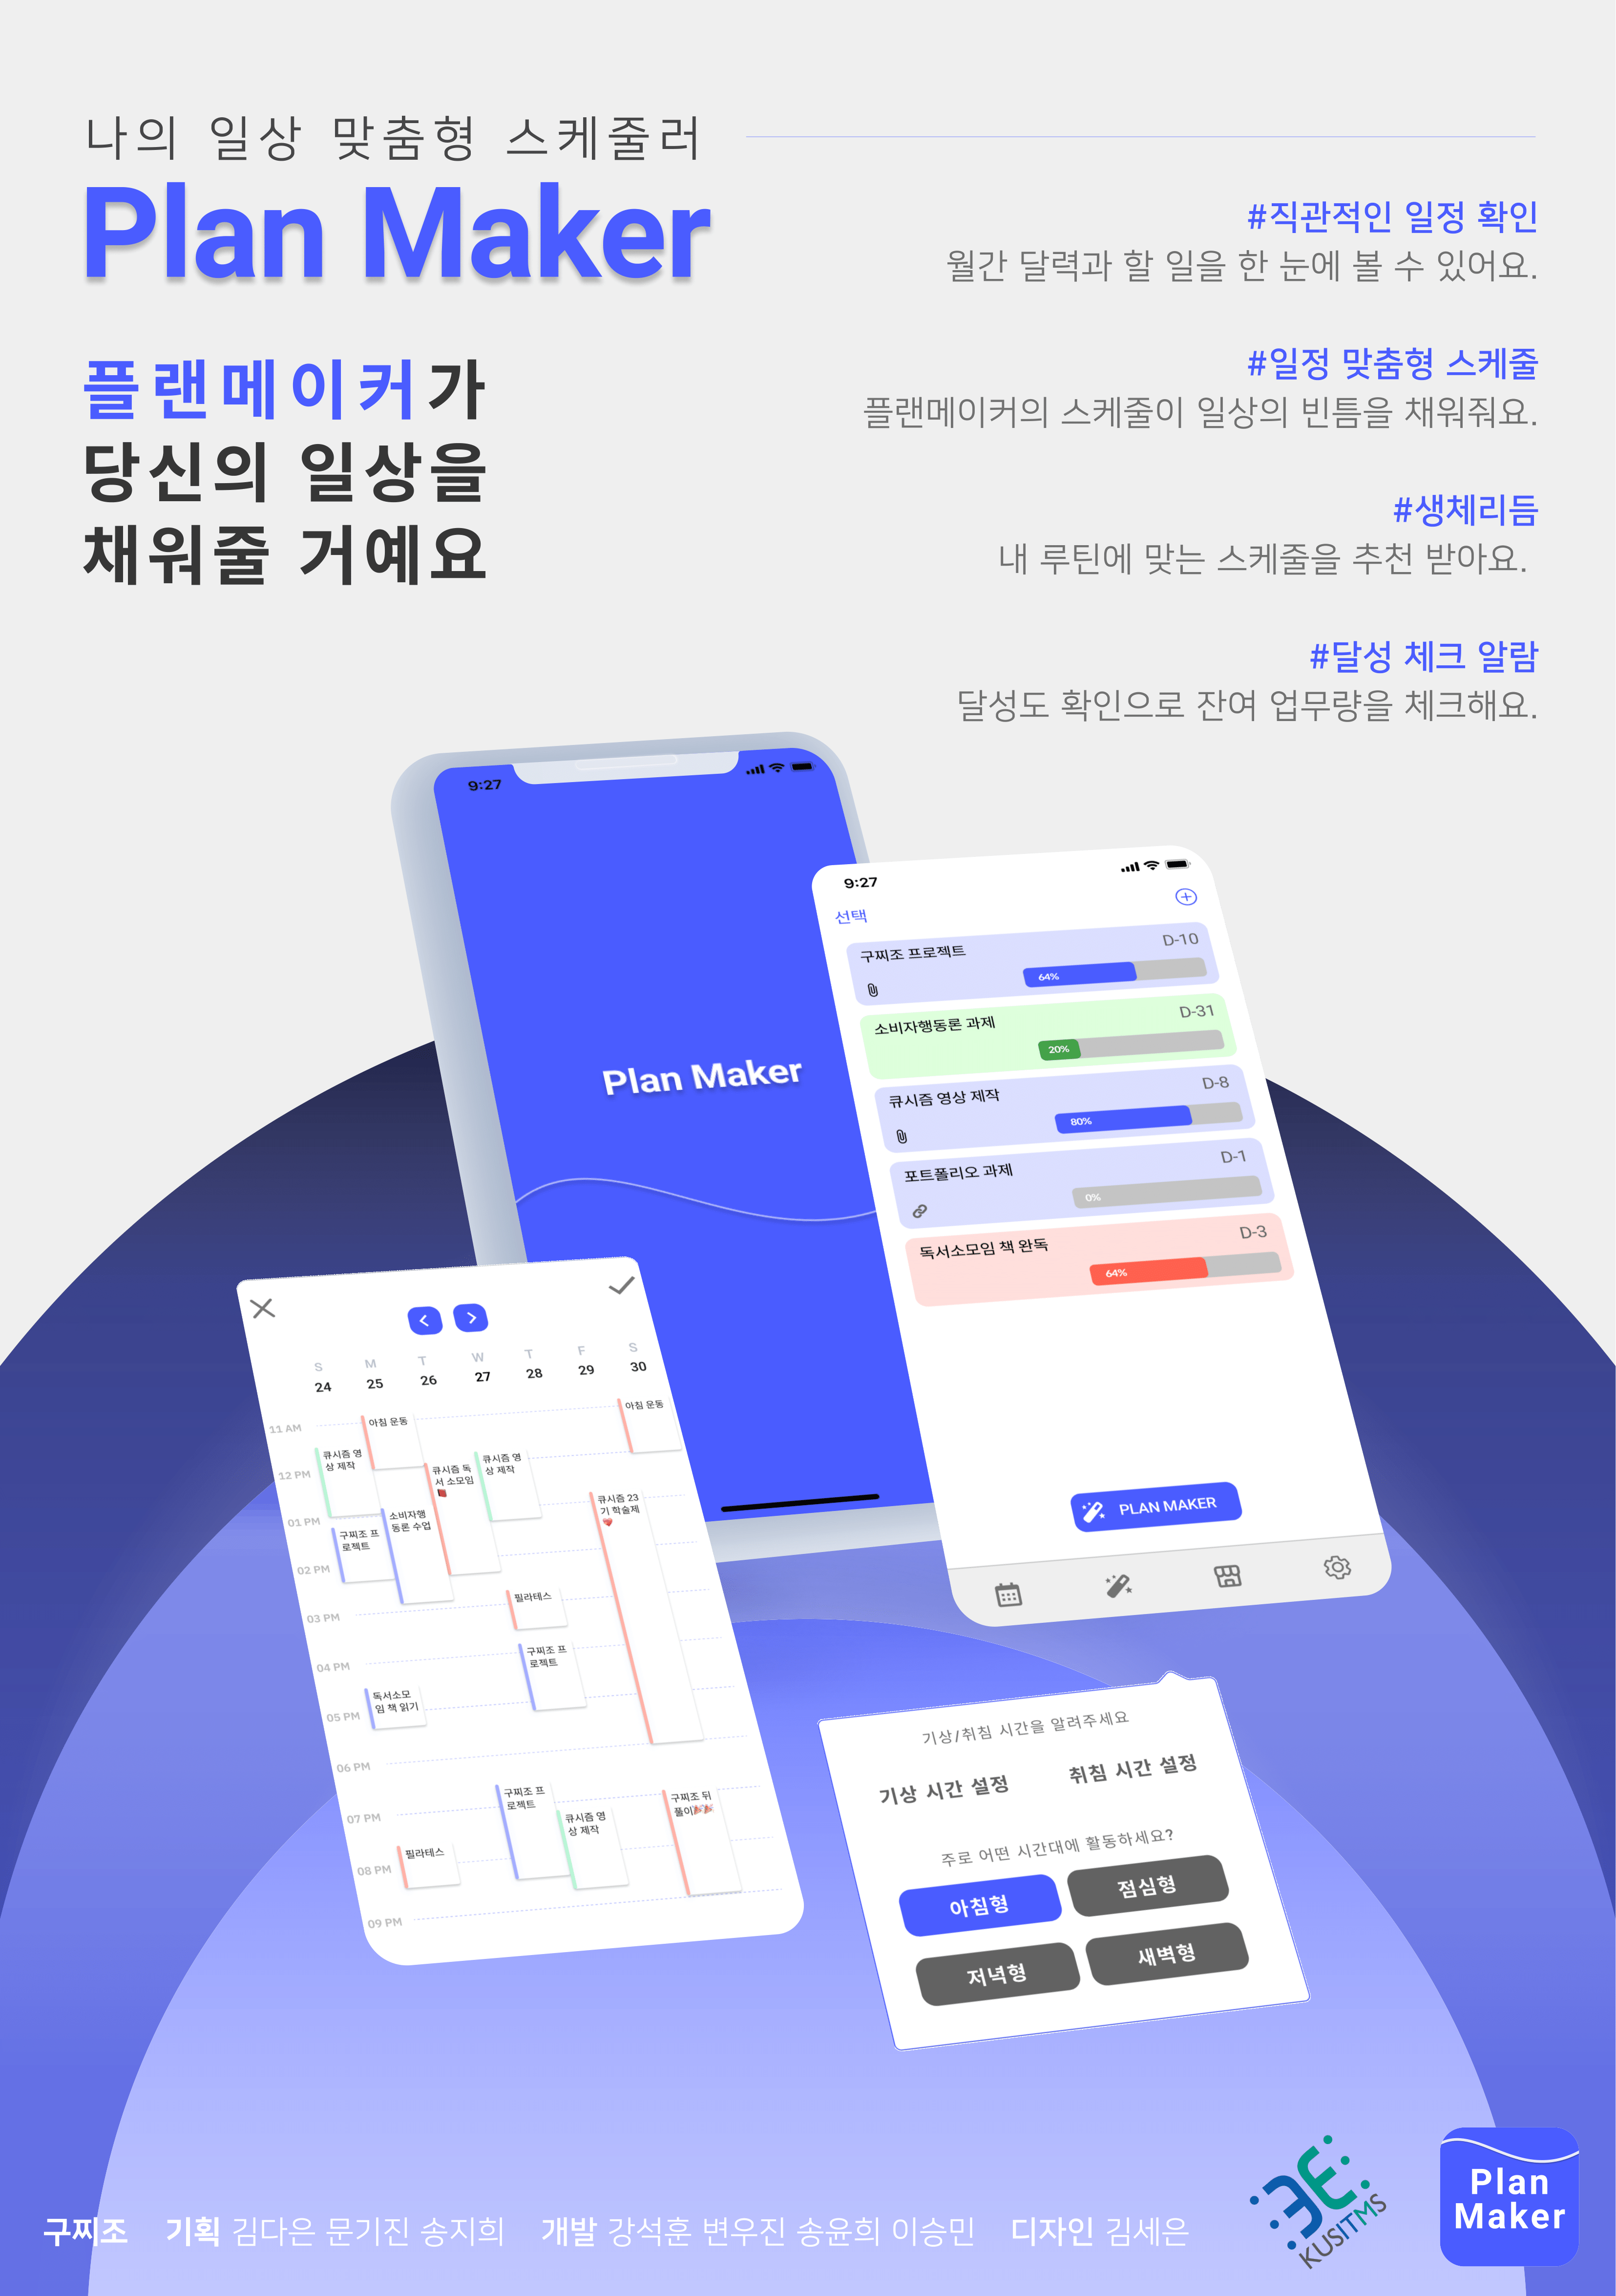 나의 일상 맞춤형 스케줄러
Plan Maker
플랜메이커가
당신의 일상을
채워줄 거예요
#직관적인 일정 확인
월간 달력과 할 일을 한 눈에 볼 수 있어요.
#일정 맞춤형 스케줄
플랜메이커의 스케줄이 일상의 빈틈을 채워줘요.
#생체리듬
내 루틴에 맞는 스케줄을 추천 받아요.
#달성 체크 알람
달성도 확인으로 잔여 업무량을 체크해요.
9:27
Plan Maker
9:27
선택
구찌조 프로젝트 D-10
64%
소비자행동론 과제 D-31
20%
큐시즘 영상 제작 D-8
80%
포트폴리오 과제 D-1
0%
독서소모임 책 완독 D-3
64%
PLAN MAKER
S M T W T F S
24 25 26 27 28 29 30
11 AM
12 PM
01 PM
02 PM
03 PM
04 PM
05 PM
06 PM
07 PM
08 PM
09 PM
큐시즘 영
상 제작
구찌조 프
로젝트
아침 운동
소비자행
동론 수업
독서소모
임 책 읽기
필라테스
큐시즘 독
서 소모임
큐시즘 영
상 제작
필라테스
구찌조 프
로젝트
구찌조 프
로젝트
큐시즘 영
상 제작
아침 운동
큐시즘 23
기 학술제
구찌조 뒤
풀이
기상/취침 시간을 알려주세요
기상 시간 설정 취침 시간 설정
주로 어떤 시간대에 활동하세요?
아침형 점심형
저녁형 새벽형
구찌조 기획 김다은 문기진 송지희 개발 강석훈 변우진 송윤희 이승민 디자인 김세은
KUSITMS
Plan
Maker